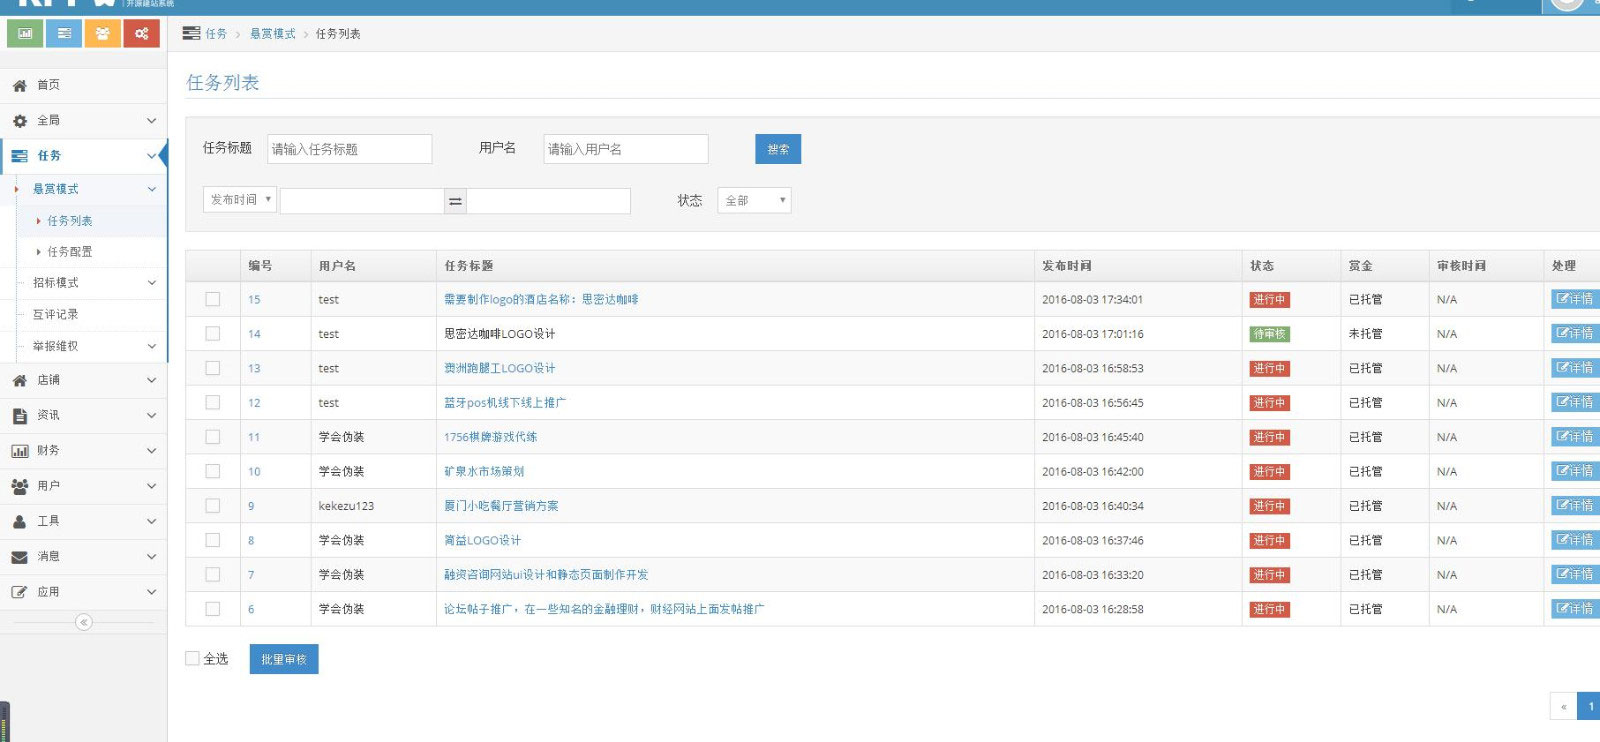 开源建站系统
任务 > 悬赏模式 > 任务列表
首页
全局
任务
悬赏模式
任务列表
任务配置
招标模式
互评记录
举报维权
店铺
资讯
财务
用户
工具
消息
应用
任务列表
任务标题 请输入任务标题 用户名 请输入用户名 搜索
发布时间 状态 全部
编号 用户名 任务标题 发布时间 状态 赏金 审核时间 处理
15 test 需要制作logo的酒店名称：思密达咖啡 2016-08-03 17:34:01 进行中 已托管 N/A 详情
14 test 思密达咖啡LOGO设计 2016-08-03 17:01:16 待审核 未托管 N/A 详情
13 test 澳洲跑腿工LOGO设计 2016-08-03 16:58:53 进行中 已托管 N/A 详情
12 test 蓝牙pos机线下线上推广 2016-08-03 16:56:45 进行中 已托管 N/A 详情
11 学会伪装 1756棋牌游戏代练 2016-08-03 16:45:40 进行中 已托管 N/A 详情
10 学会伪装 矿泉水市场策划 2016-08-03 16:42:00 进行中 已托管 N/A 详情
9 kekezu123 厦门小吃餐厅营销方案 2016-08-03 16:40:34 进行中 已托管 N/A 详情
8 学会伪装 简益LOGO设计 2016-08-03 16:37:46 进行中 已托管 N/A 详情
7 学会伪装 融资咨询网站ui设计和静态页面制作开发 2016-08-03 16:33:20 进行中 已托管 N/A 详情
6 学会伪装 论坛帖子推广，在一些知名的金融理财，财经网站上面发帖推广 2016-08-03 16:28:58 进行中 已托管 N/A 详情
全选 批量审核
« 1